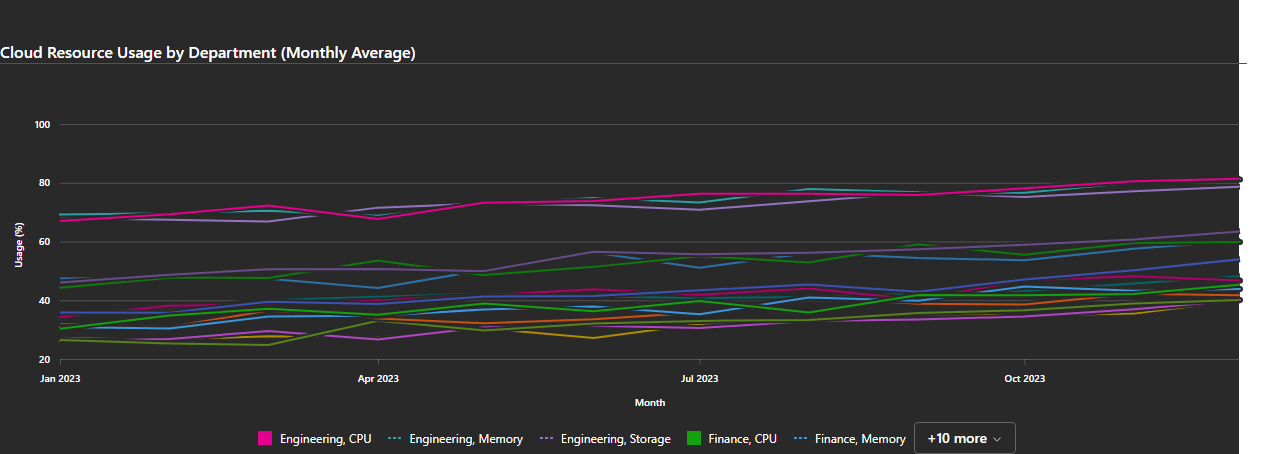 Cloud Resource Usage by Department (Monthly Average)
100
80
60
40
20
Usage (%)
Jan 2023 Apr 2023 Jul 2023 Oct 2023
Month
Engineering, CPU Engineering, Memory Engineering, Storage Finance, CPU Finance, Memory +10 more